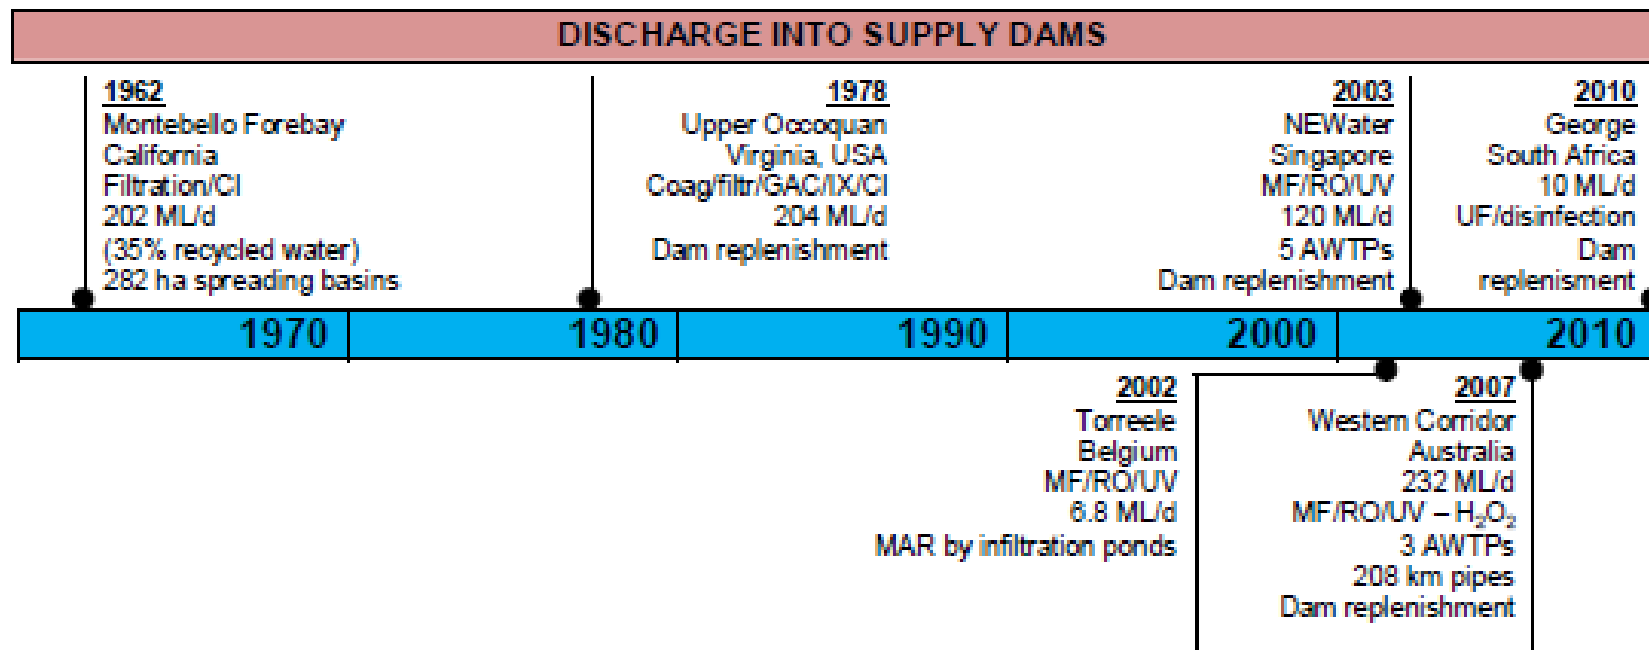 DISCHARGE INTO SUPPLY DAMS
1962
Montebello Forebay
California
Filtration/Cl
202 ML/d
(35% recycled water)
282 ha spreading basins
1978
Upper Occoquan
Virginia, USA
Coag/filtr/GAC/IX/Cl
204 ML/d
Dam replenishment
2003
NEWater
Singapore
MF/RO/UV
120 ML/d
5 AWTPs
Dam replenishment
2010
George
South Africa
10 ML/d
UF/disinfection
Dam
replenisment
1970
1980
1990
2000
2010
2002
Torreele
Belgium
MF/RO/UV
6.8 ML/d
MAR by infiltration ponds
2007
Western Corridor
Australia
232 ML/d
MF/RO/UV – H₂O₂
3 AWTPs
208 km pipes
Dam replenishment